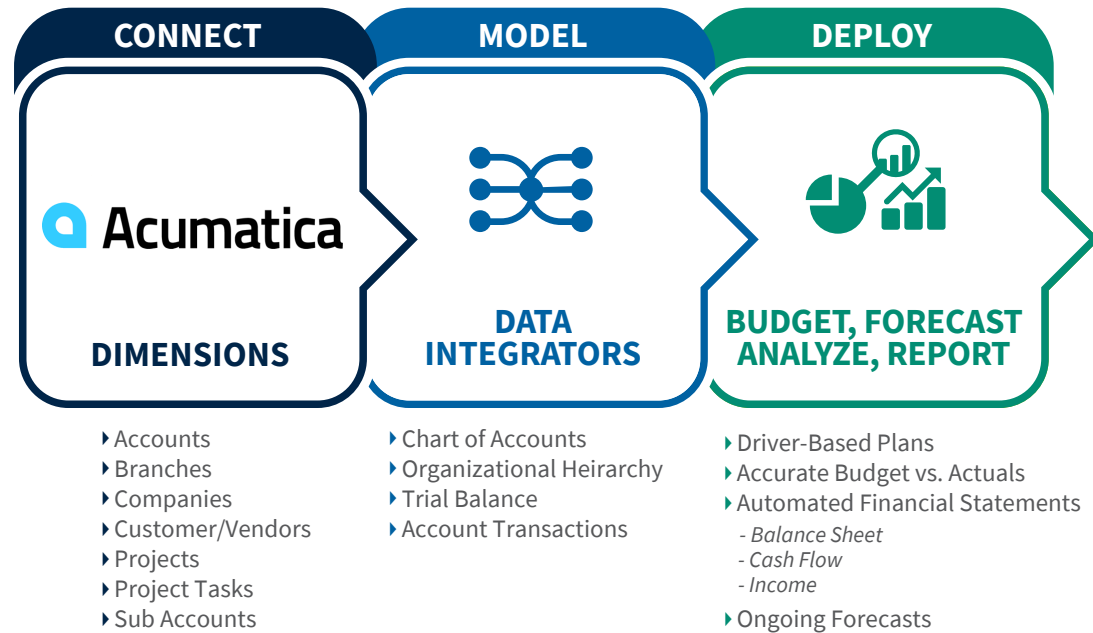 CONNECT
MODEL
DEPLOY
Acumatica
DIMENSIONS
DATA
INTEGRATORS
BUDGET, FORECAST
ANALYZE, REPORT
Accounts
Branches
Companies
Customer/Vendors
Projects
Project Tasks
Sub Accounts
Chart of Accounts
Organizational Heirarchy
Trial Balance
Account Transactions
Driver-Based Plans
Accurate Budget vs. Actuals
Automated Financial Statements
- Balance Sheet
- Cash Flow
- Income
Ongoing Forecasts